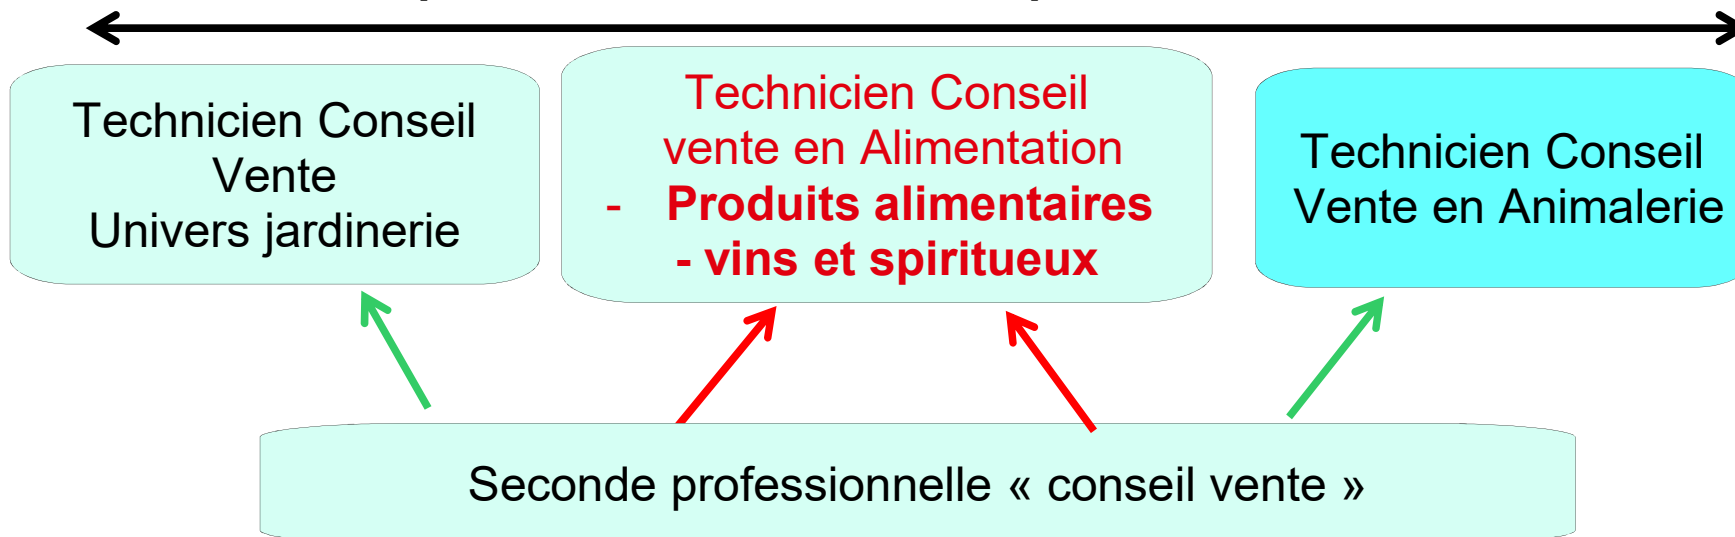 Technicien Conseil
Vente
Univers jardinerie
Technicien Conseil
vente en Alimentation
- Produits alimentaires
- vins et spiritueux
Technicien Conseil
Vente en Animalerie
Seconde professionnelle « conseil vente »